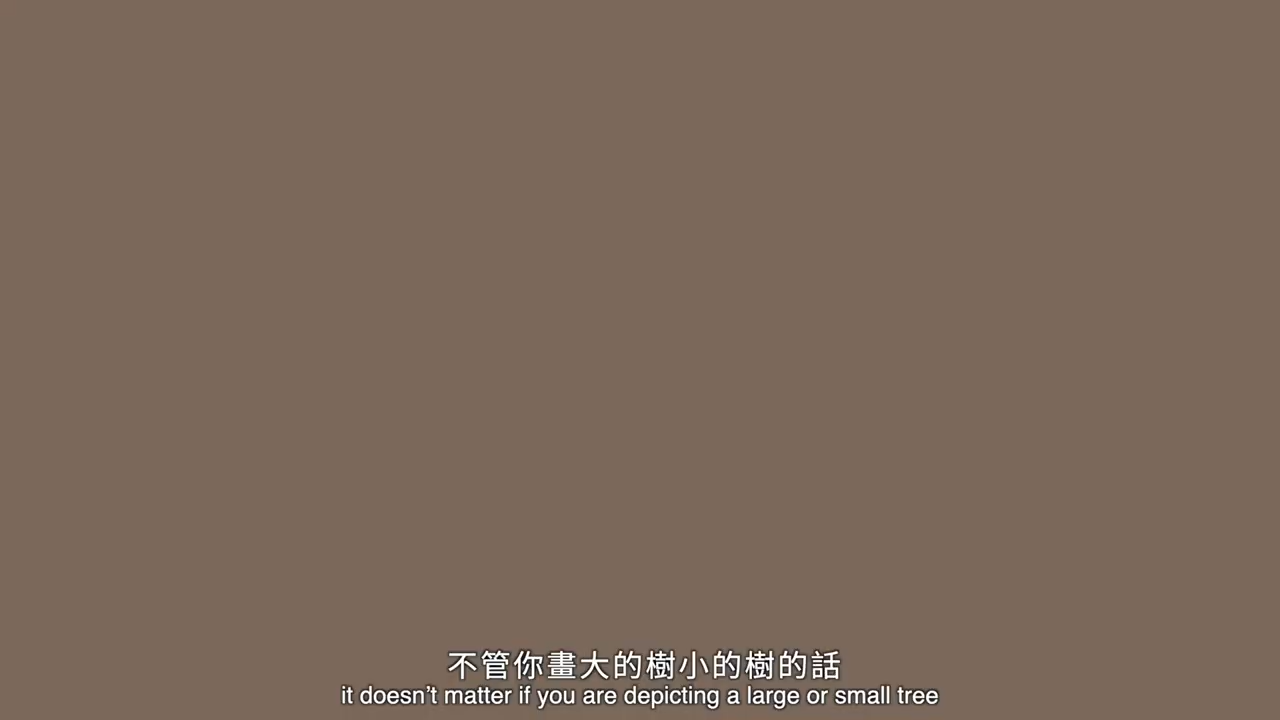 不管你畫大的樹小的樹的話
it doesn't matter if you are depicting a large or small tree